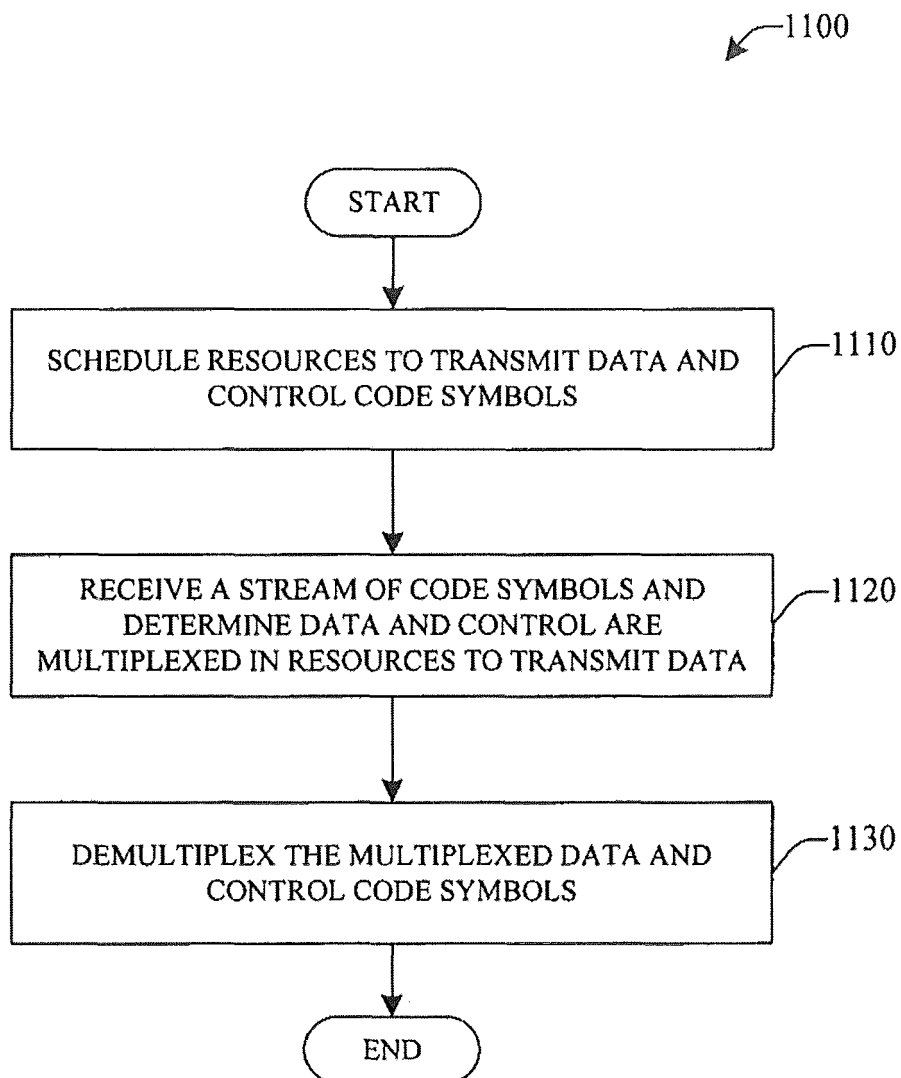 1100
START
SCHEDULE RESOURCES TO TRANSMIT DATA AND
CONTROL CODE SYMBOLS
1110
RECEIVE A STREAM OF CODE SYMBOLS AND
DETERMINE DATA AND CONTROL ARE
MULTIPLEXED IN RESOURCES TO TRANSMIT DATA
1120
DEMULTIPLEX THE MULTIPLEXED DATA AND
CONTROL CODE SYMBOLS
1130
END